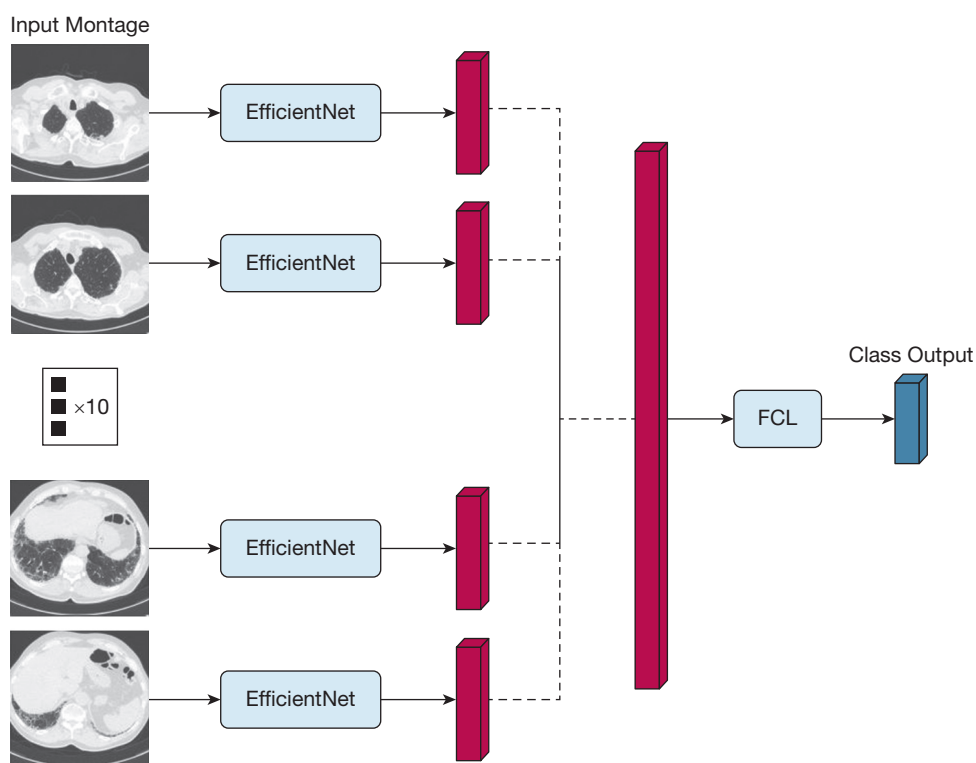 Input Montage
EfficientNet
EfficientNet
×10
Class Output
FCL
EfficientNet
EfficientNet